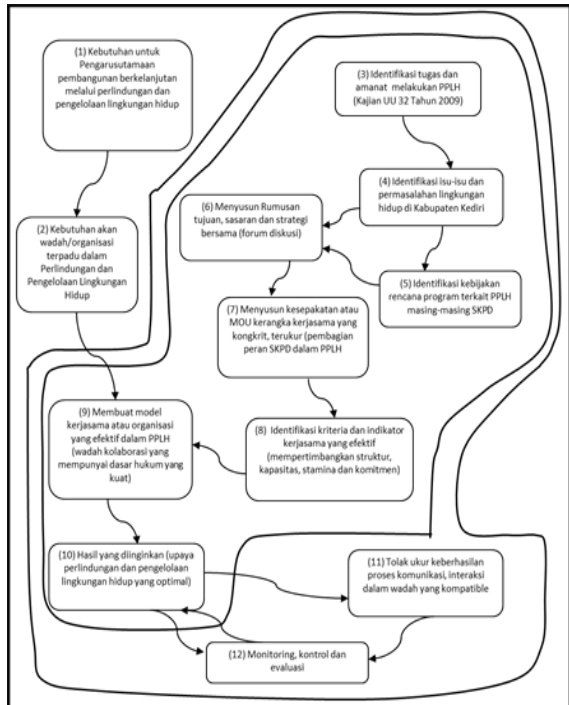 (1) Kebutuhan untuk
Pengarusutamaan
pembangunan berkelanjutan
melalui perlindungan dan
pengelolaan lingkungan hidup
(2) Kebutuhan akan
wadah/organisasi
terpadu dalam
Perlindungan dan
Pengelolaan Lingkungan
Hidup
(3) Identifikasi tugas dan
amanat melakukan PPLH
(Kajian UU 32 Tahun 2009)
(4) Identifikasi isu-isu dan
permasalahan lingkungan
hidup di Kabupaten Kediri
(5) Identifikasi kebijakan
rencana program terkait PPLH
masing-masing SKPD
(6) Menyusun Rumusan
tujuan, sasaran dan strategi
bersama (forum diskusi)
(7) Menyusun kesepakatan atau
MOU kerangka kerjasama yang
kongkrit, terukur (pembagian
peran SKPD dalam PPLH
(8) Identifikasi kriteria dan indikator
kerjasama yang efektif
(mempertimbangkan struktur,
kapasitas, stamina dan komitmen)
(9) Membuat model
kerjasama atau organisasi
yang efektif dalam PPLH
(wadah kolaborasi yang
mempunyai dasar hukum yang
kuat)
(10) Hasil yang diinginkan (upaya
perlindungan dan pengelolaan
lingkungan hidup yang optimal)
(11) Tolak ukur keberhasilan
proses komunikasi, interaksi
dalam wadah yang kompatible
(12) Monitoring, kontrol dan
evaluasi